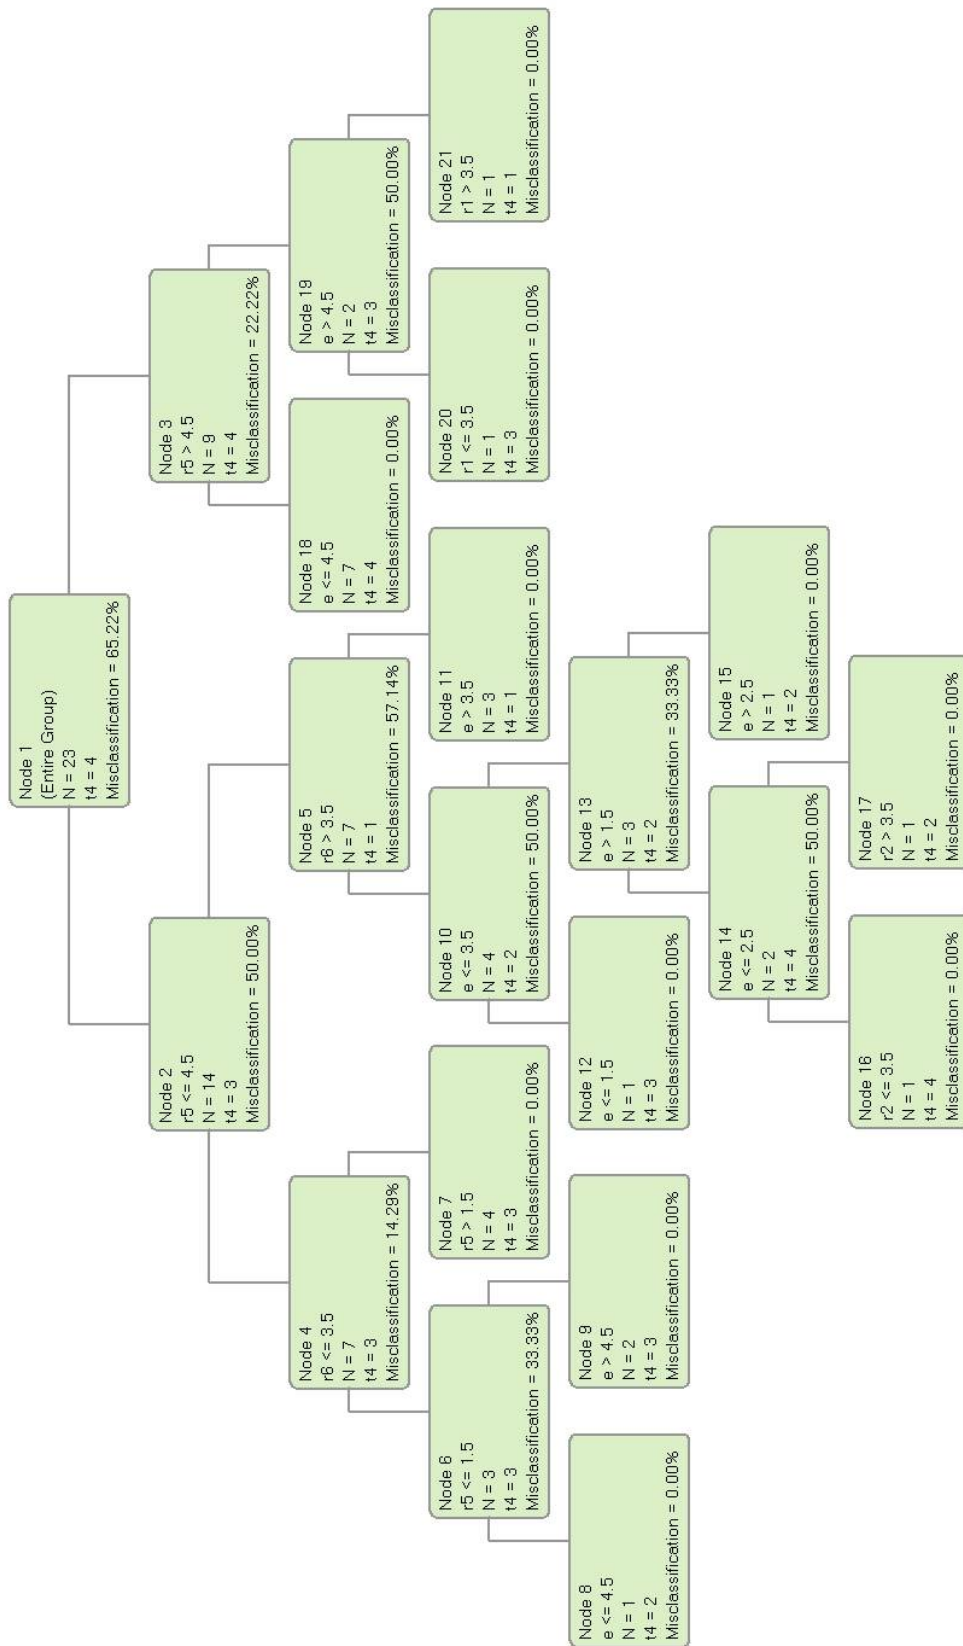 Node 1
(Entire Group)
N = 23
t4 = 4
Misclassification = 65.22%
Node 2
r5 <= 4.5
N = 14
t4 = 3
Misclassification = 50.00%
Node 3
r5 > 4.5
N = 9
t4 = 4
Misclassification = 22.22%
Node 4
r6 <= 3.5
N = 7
t4 = 3
Misclassification = 14.29%
Node 5
r6 > 3.5
N = 7
t4 = 1
Misclassification = 57.14%
Node 18
e <= 4.5
N = 7
t4 = 4
Misclassification = 0.00%
Node 19
e > 4.5
N = 2
t4 = 3
Misclassification = 50.00%
Node 6
r5 <= 1.5
N = 3
t4 = 3
Misclassification = 33.33%
Node 7
r5 > 1.5
N = 4
t4 = 3
Misclassification = 0.00%
Node 10
e <= 3.5
N = 4
t4 = 2
Misclassification = 50.00%
Node 11
e > 3.5
N = 3
t4 = 1
Misclassification = 0.00%
Node 20
r1 <= 3.5
N = 1
t4 = 3
Misclassification = 0.00%
Node 21
r1 > 3.5
N = 1
t4 = 1
Misclassification = 0.00%
Node 8
e <= 4.5
N = 1
t4 = 2
Misclassification = 0.00%
Node 9
e > 4.5
N = 2
t4 = 3
Misclassification = 0.00%
Node 12
e <= 1.5
N = 1
t4 = 3
Misclassification = 0.00%
Node 13
e > 1.5
N = 3
t4 = 2
Misclassification = 33.33%
Node 14
e <= 2.5
N = 2
t4 = 4
Misclassification = 50.00%
Node 15
e > 2.5
N = 1
t4 = 2
Misclassification = 0.00%
Node 16
r2 <= 3.5
N = 1
t4 = 4
Misclassification = 0.00%
Node 17
r2 > 3.5
N = 1
t4 = 2
Misclassification = 0.00%